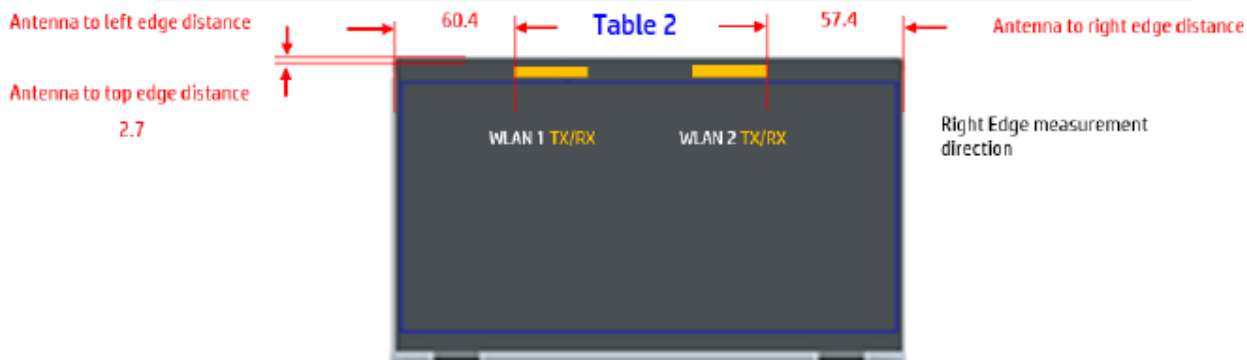 Antenna to left edge distance
60.4
Table 2
57.4
Antenna to right edge distance
Antenna to top edge distance
2.7
WLAN 1 TX/RX
WLAN 2 TX/RX
Right Edge measurement
direction